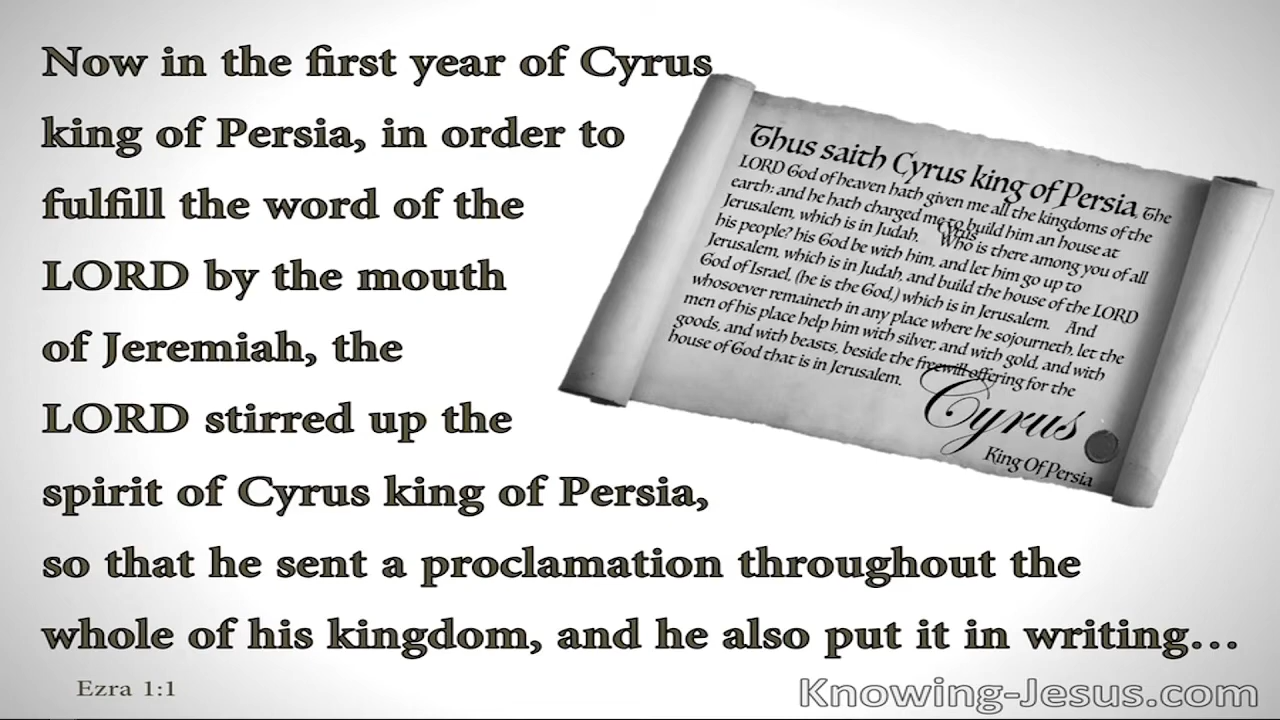 Now in the first year of Cyrus
king of Persia, in order to
fulfill the word of the
LORD by the mouth
of Jeremiah, the
LORD stirred up the
spirit of Cyrus king of Persia,
so that he sent a proclamation throughout the
whole of his kingdom, and he also put it in writing...
Ezra 1:1
Thus saith Cyrus king of Persia, The
LORD God of heaven hath given me all the kingdoms of the
earth; and he hath charged me to build him an house at
Jerusalem, which is in Judah. Who is there among you of all
Cyrus
his people? his God be with him, and let him go up to
Jerusalem, which is in Judah, and build the house of the LORD
God of Israel, (he is the God,) which is in Jerusalem. And
whosoever remaineth in any place where he sojourneth, let the
men of his place help him with silver, and with gold, and with
goods, and with beasts, beside the freewill offering for the
house of God that is in Jerusalem.
Cyrus
King Of Persia
Knowing-Jesus.com